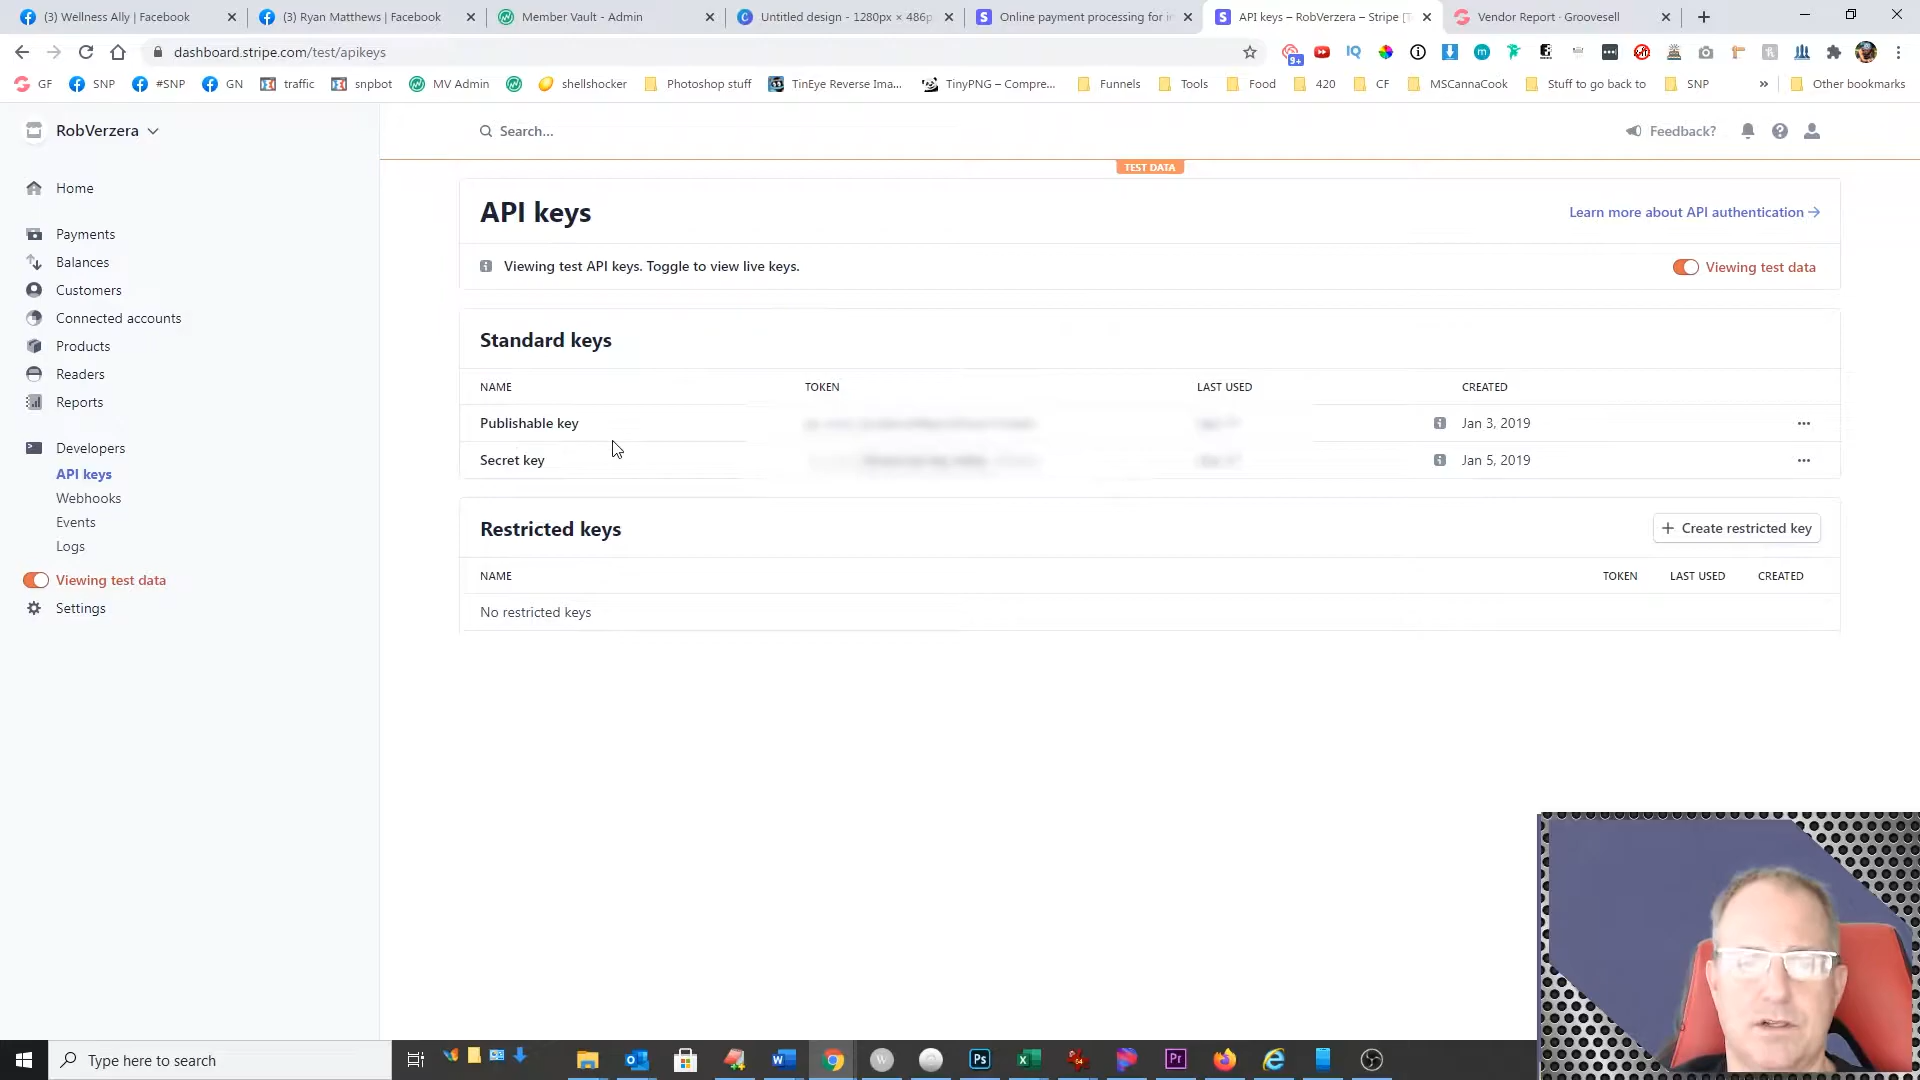 (3) Wellness Ally | Facebook
(3) Ryan Matthews | Facebook
Member Vault - Admin
Untitled design - 1280px × 486p
Online payment processing for i
API keys – RobVerzera – Stripe [
Vendor Report · Groovesell
dashboard.stripe.com/test/apikeys
9+
IQ
GF
SNP
#SNP
GN
traffic
snpbot
MV Admin
shellshocker
Photoshop stuff
TinEye Reverse Ima...
TinyPNG – Compre...
Funnels
Tools
Food
420
CF
MSCannaCook
Stuff to go back to
SNP
»
Other bookmarks
RobVerzera
Search...
Feedback?
TEST DATA
Home
Payments
Balances
Customers
Connected accounts
Products
Readers
Reports
Developers
API keys
Webhooks
Events
Logs
Viewing test data
Settings
API keys
Learn more about API authentication
Viewing test API keys. Toggle to view live keys.
Viewing test data
Standard keys
NAME TOKEN LAST USED CREATED
Publishable key Jan 3, 2019
Secret key Jan 5, 2019
Restricted keys
Create restricted key
NAME TOKEN LAST USED CREATED
No restricted keys
Type here to search
Ps
Pr